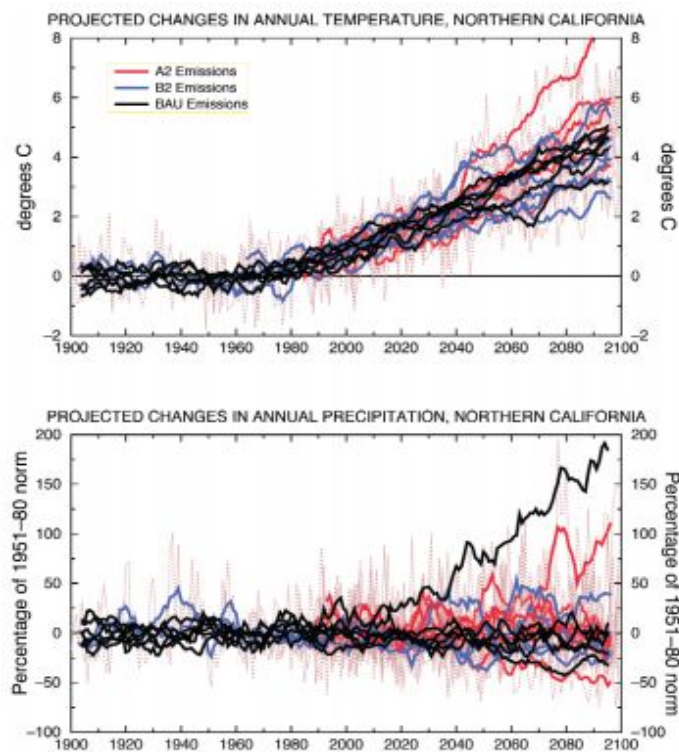 PROJECTED CHANGES IN ANNUAL TEMPERATURE, NORTHERN CALIFORNIA
8
8
A2 Emissions
B2 Emissions
BAU Emissions
6
6
4
4
2
2
0
0
−2
−2
degrees C
degrees C
1900 1920 1940 1960 1980 2000 2020 2040 2060 2080 2100
PROJECTED CHANGES IN ANNUAL PRECIPITATION, NORTHERN CALIFORNIA
200
200
150
150
100
100
50
50
0
0
−50
−50
−100
−100
Percentage of 1951–80 norm
Percentage of 1951–80 norm
1900 1920 1940 1960 1980 2000 2020 2040 2060 2080 2100